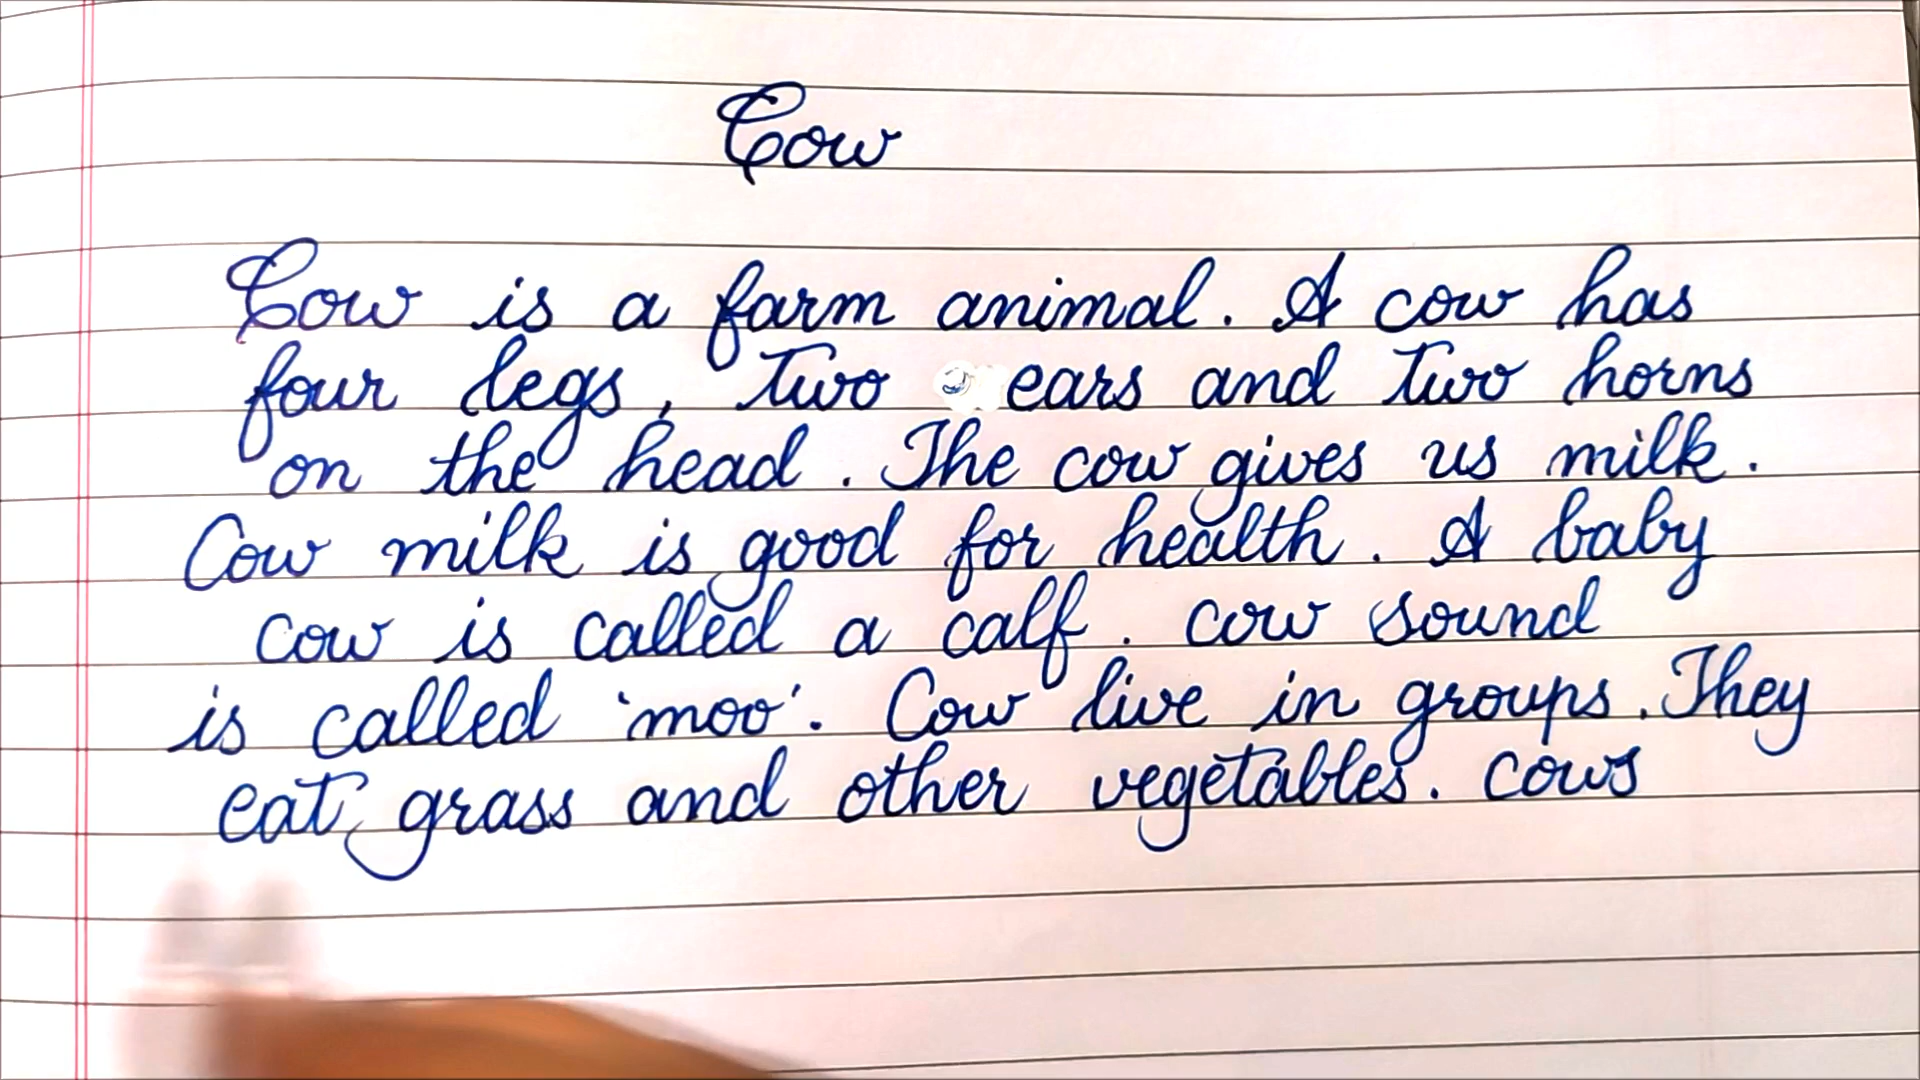 Cow
Cow is a farm animal. A cow has
four legs, two ears and two horns
on the head. The cow gives us milk.
Cow milk is good for health. A baby
cow is called a calf. cow sound
is called 'moo'. Cow live in groups. They
eat grass and other vegetables. cows